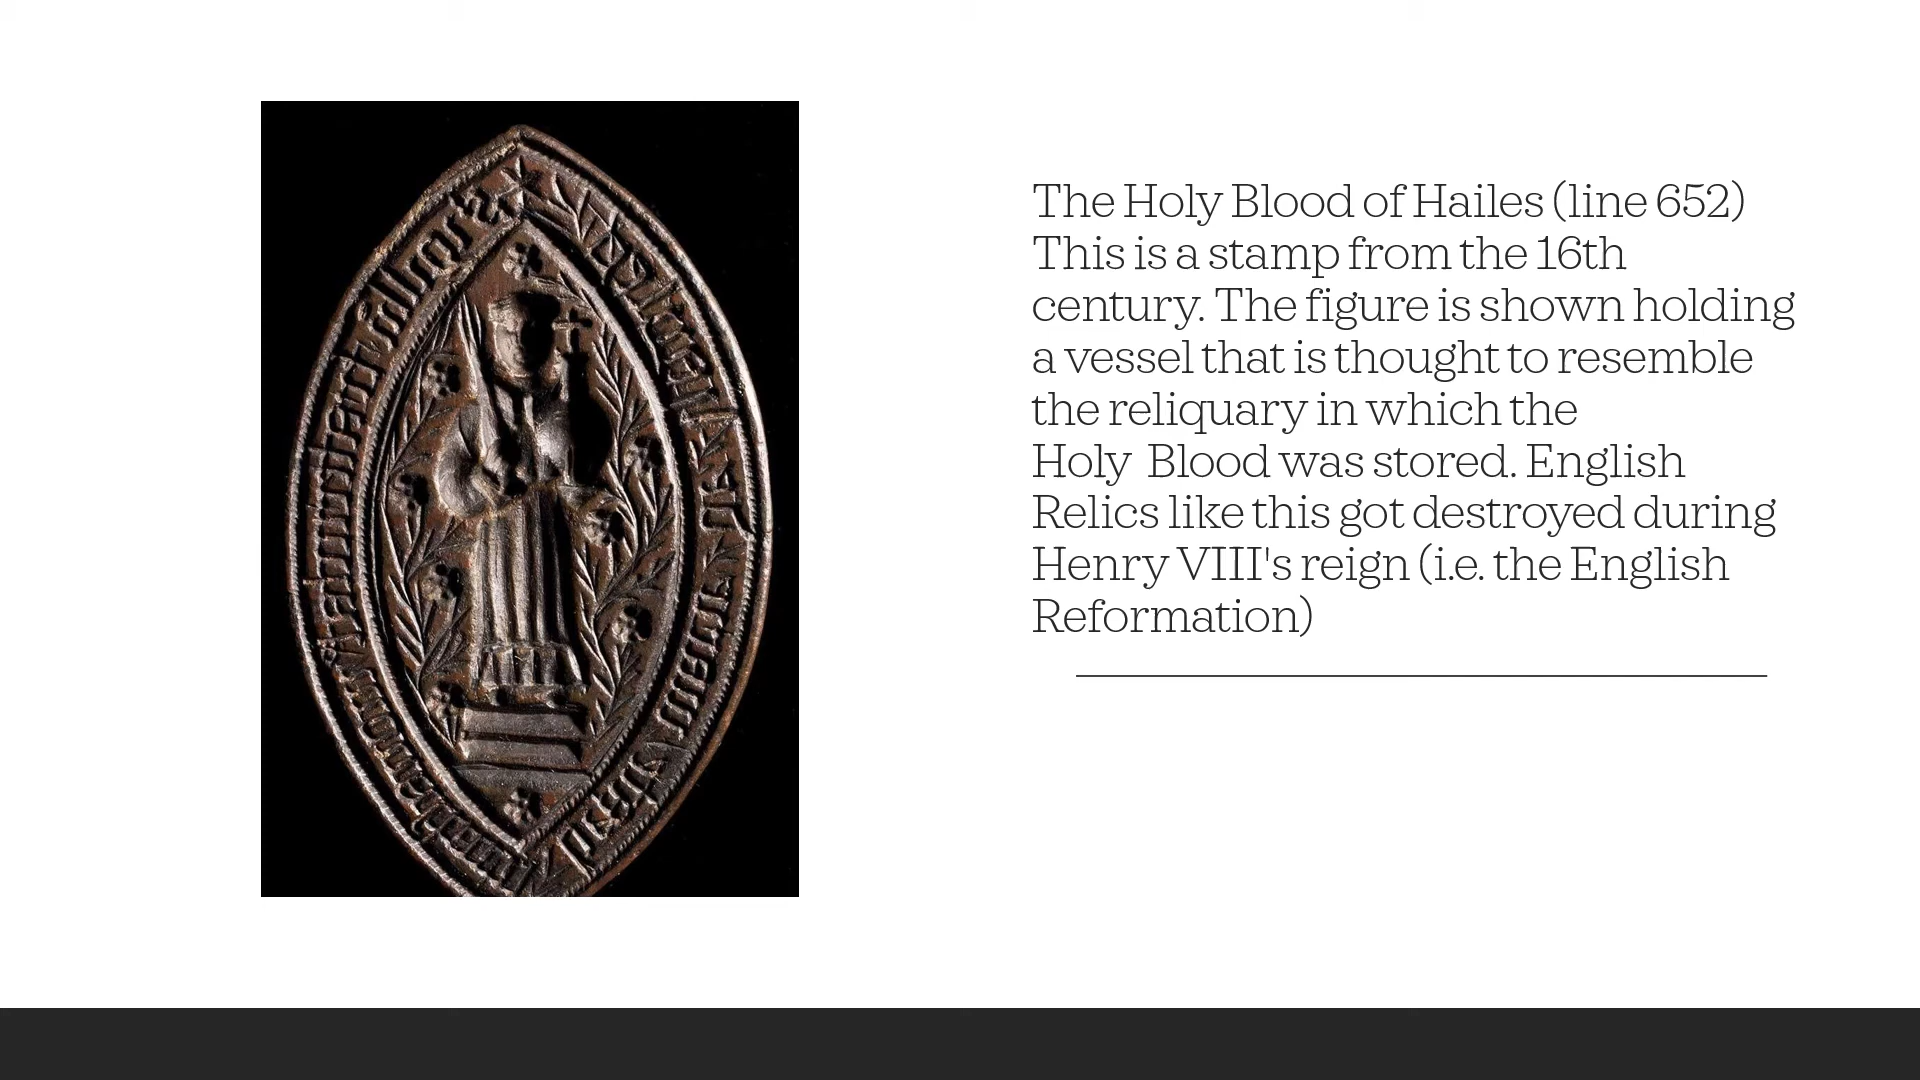 The Holy Blood of Hailes (line 652)
This is a stamp from the 16th
century. The figure is shown holding
a vessel that is thought to resemble
the reliquary in which the
Holy  Blood was stored. English
Relics like this got destroyed during
Henry VIII's reign (i.e. the English
Reformation)